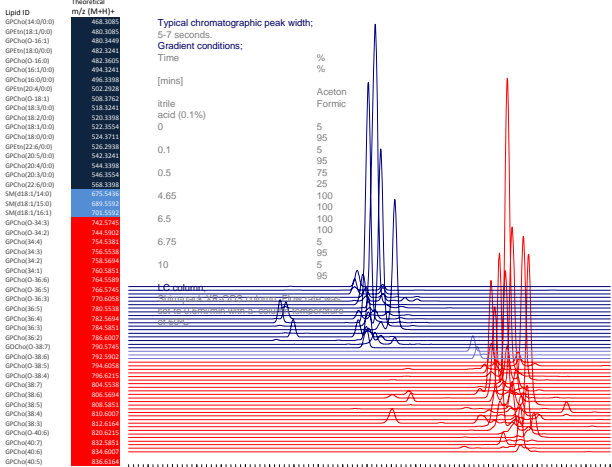 Theoretical
Lipid ID m/z (M+H)+
GPCho(14:0/0:0) 468.3085
GPEtn(18:1/0:0) 480.3085
GPCho(O-16:1) 480.3449
GPEtn(18:0/0:0) 482.3241
GPCho(O-16:0) 482.3605
GPCho(16:1/0:0) 494.3241
GPCho(16:0/0:0) 496.3398
GPEtn(20:4/0:0) 502.2928
GPCho(O-18:1) 508.3762
GPCho(18:3/0:0) 518.3241
GPCho(18:2/0:0) 520.3398
GPCho(18:1/0:0) 522.3554
GPCho(18:0/0:0) 524.3711
GPEtn(22:6/0:0) 526.2938
GPCho(20:5/0:0) 542.3241
GPCho(20:4/0:0) 544.3398
GPCho(20:3/0:0) 546.3554
GPCho(22:6/0:0) 568.3398
SM(d18:1/14:0) 675.5436
SM(d18:1/15:0) 689.5592
SM(d18:1/16:1) 701.5592
GPCho(O-34:3) 742.5745
GPCho(O-34:2) 744.5902
GPCho(34:4) 754.5381
GPCho(34:3) 756.5538
GPCho(34:2) 758.5694
GPCho(34:1) 760.5851
GPCho(O-36:6) 764.5589
GPCho(O-36:5) 766.5745
GPCho(O-36:3) 770.6058
GPCho(36:5) 780.5538
GPCho(36:4) 782.5694
GPCho(36:3) 784.5851
GPCho(36:2) 786.6007
GOCho(O-38:7) 790.5745
GPCho(O-38:6) 792.5902
GPCho(O-38:5) 794.6058
GPCho(O-38:4) 796.6215
GPCho(38:7) 804.5538
GPCho(38:6) 806.5694
GPCho(38:5) 808.5851
GPCho(38:4) 810.6007
GPCho(38:3) 812.6164
GPCho(O-40:6) 820.6215
GPCho(40:7) 832.5851
GPCho(40:6) 834.6007
GPCho(40:5) 836.6164
Typical chromatographic peak width;
5-7 seconds.
Gradient conditions;
Time %
%
[mins]
Aceton
itrile Formic
acid (0.1%)
0 5
95
0.1 5
95
0.5 75
25
4.65 100
100
6.5 100
100
6.75 5
95
10 5
95
LC column;